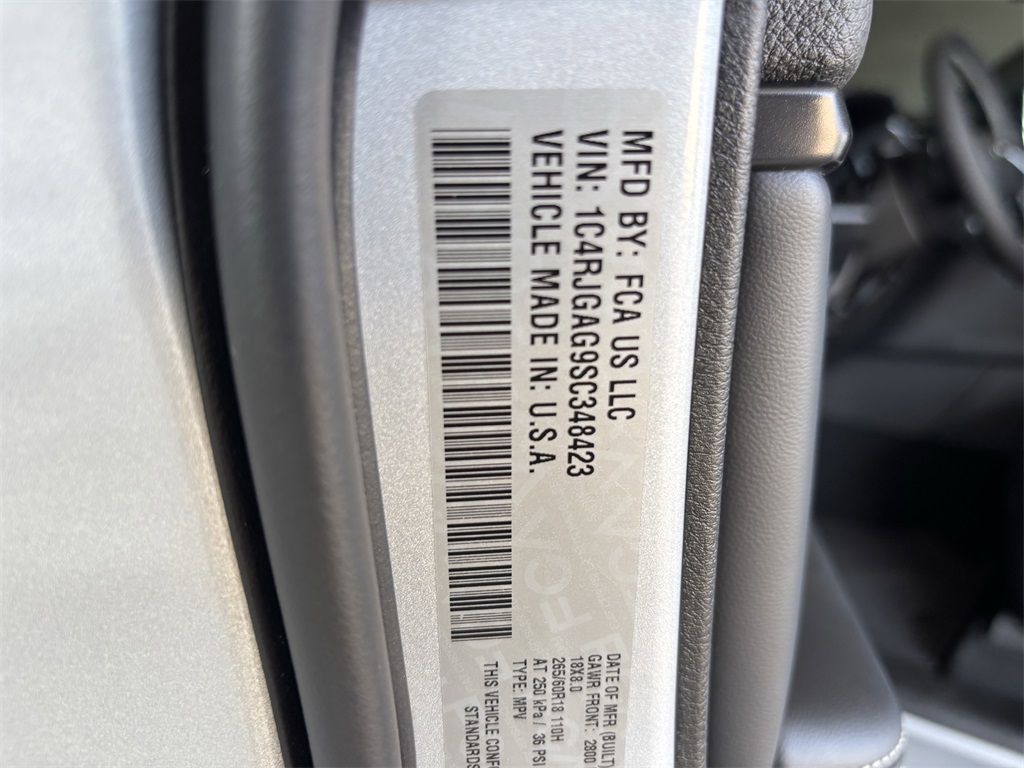 MFD BY: FCA US LLC
VIN: 1C4RJGAG9SC348423
VEHICLE MADE IN: U.S.A.
DATE OF MFR (BUILT)
GAWR FRONT: 2800
18X8.0
265/60R18 110H
AT 250 kPa / 36 PSI
TYPE: MPV
THIS VEHICLE
STANDARDS